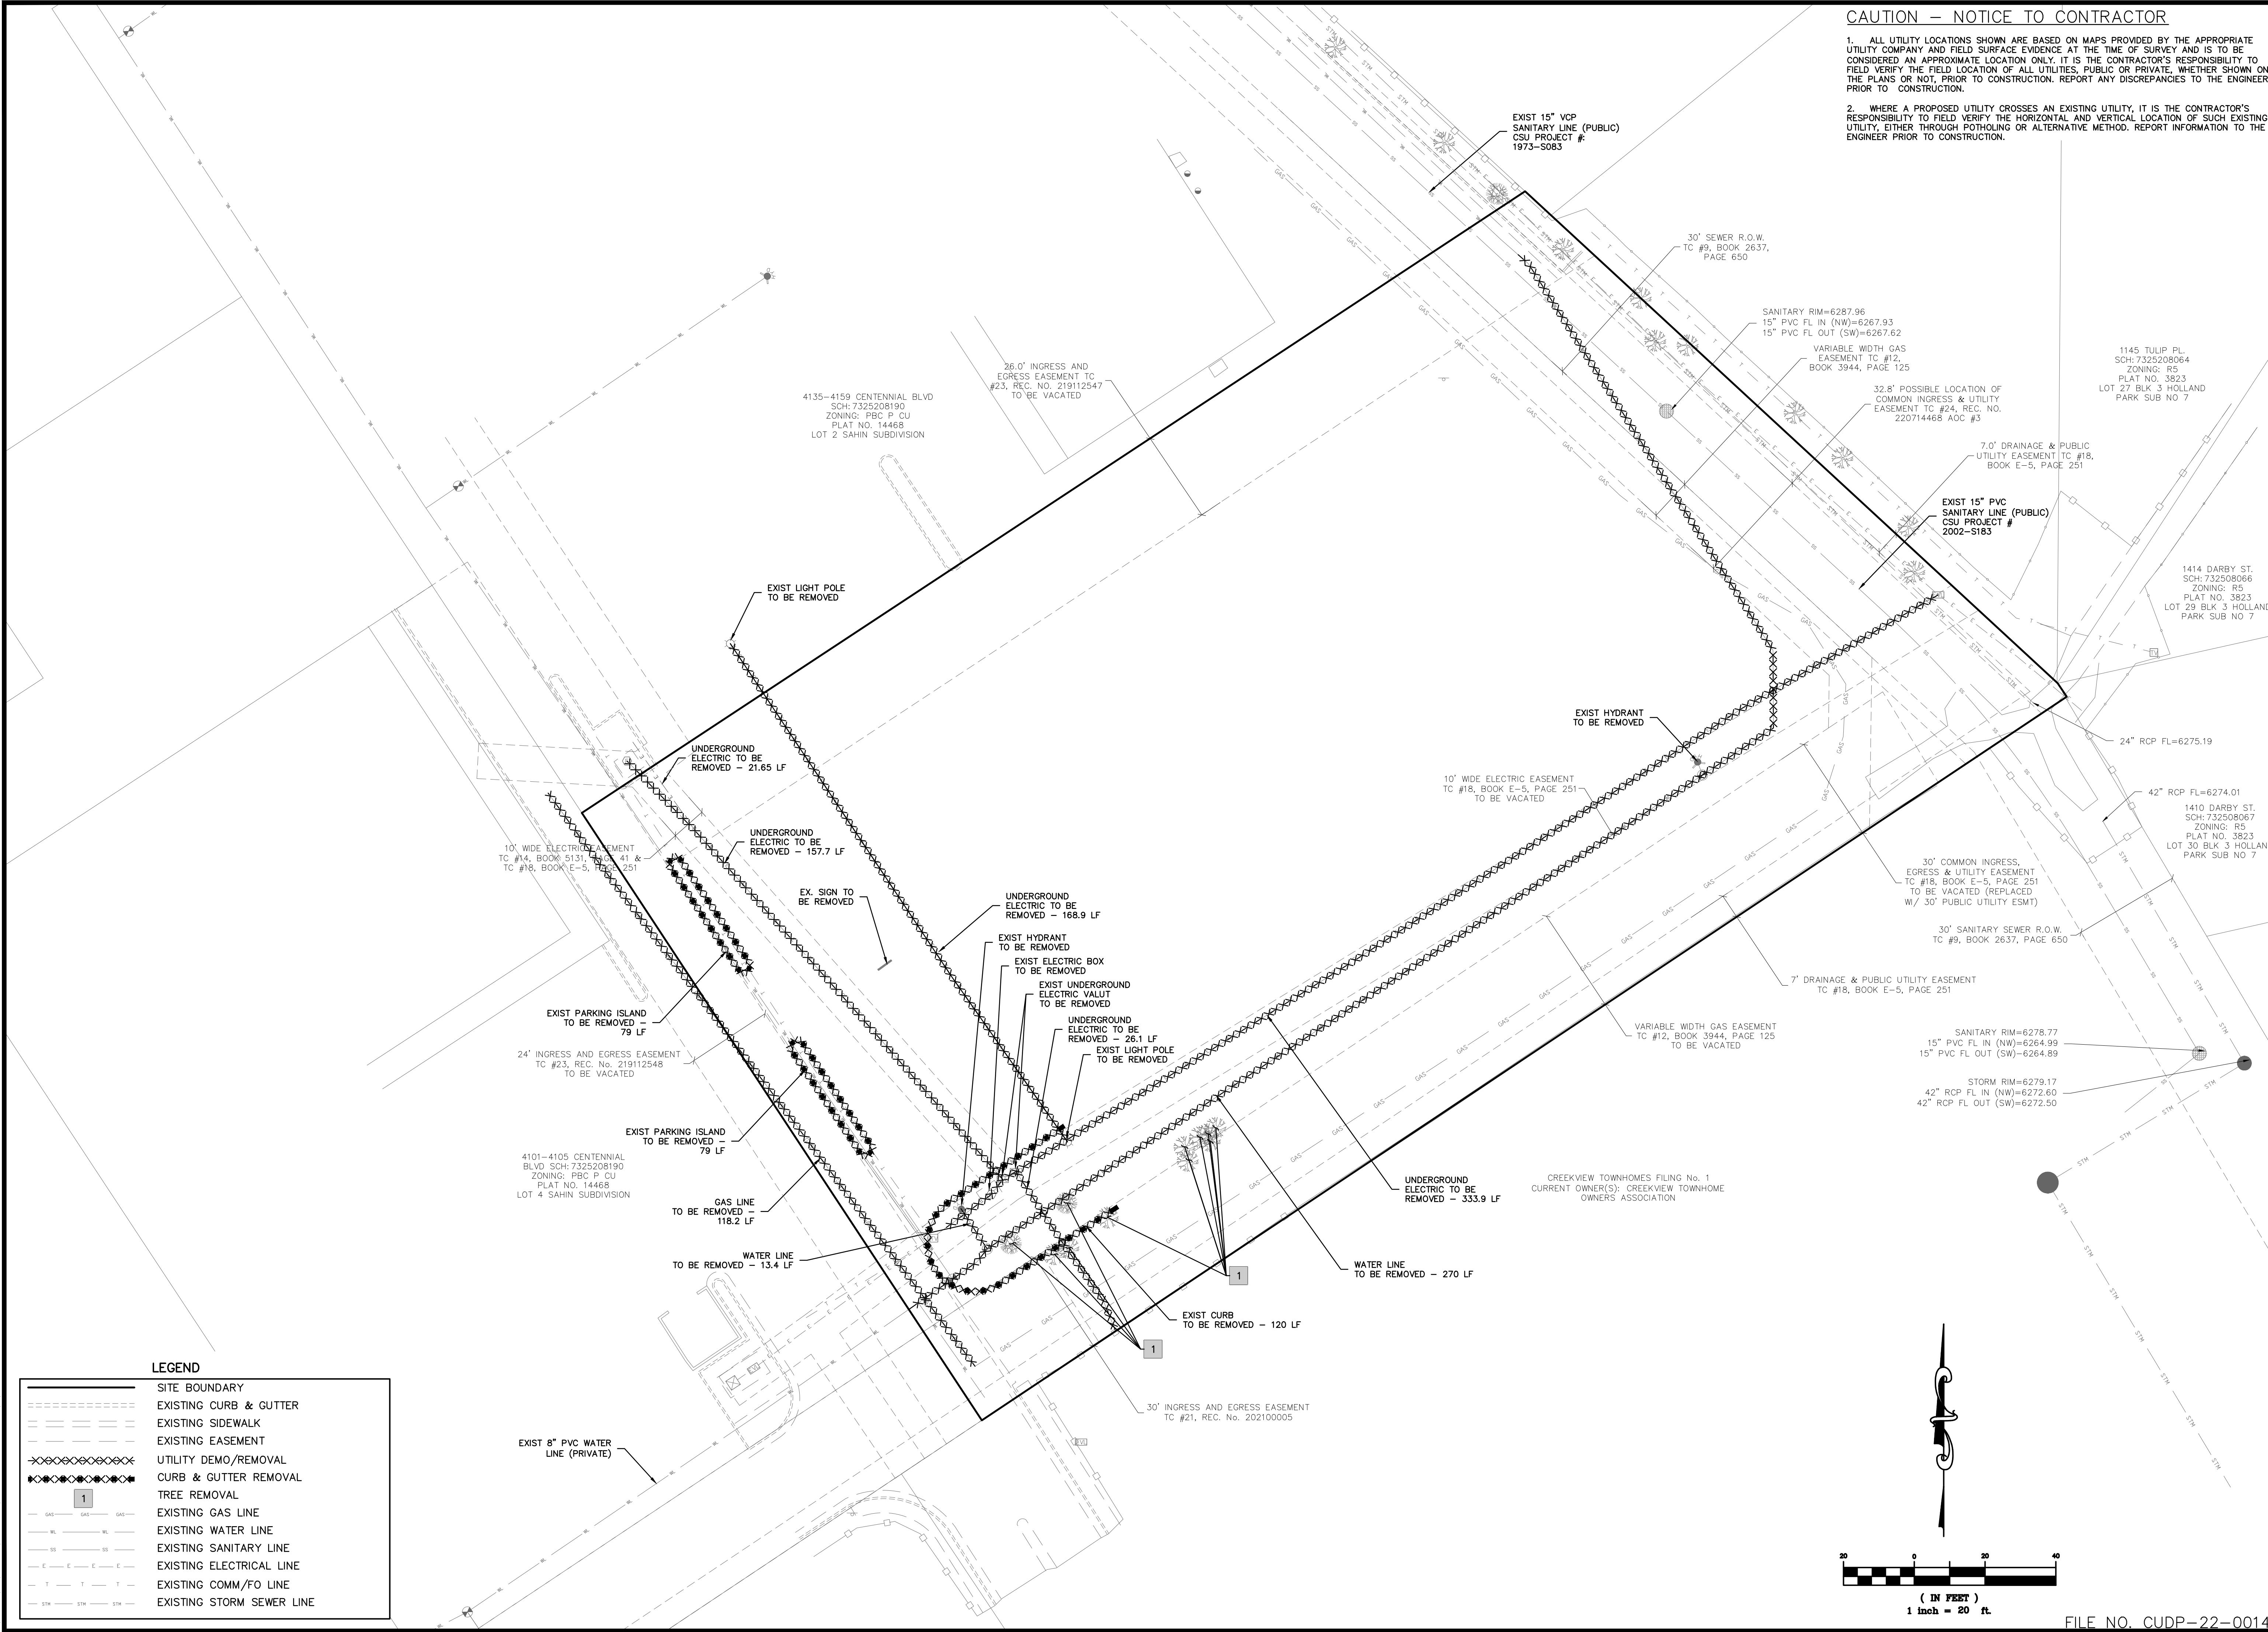 CAUTION – NOTICE TO CONTRACTOR
1. ALL UTILITY LOCATIONS SHOWN ARE BASED ON MAPS PROVIDED BY THE APPROPRIATE
UTILITY COMPANY AND FIELD SURFACE EVIDENCE AT THE TIME OF SURVEY AND IS TO BE
CONSIDERED AN APPROXIMATE LOCATION ONLY. IT IS THE CONTRACTOR'S RESPONSIBILITY TO
FIELD VERIFY THE FIELD LOCATION OF ALL UTILITIES, PUBLIC OR PRIVATE, WHETHER SHOWN ON
THE PLANS OR NOT, PRIOR TO CONSTRUCTION. REPORT ANY DISCREPANCIES TO THE ENGINEER
PRIOR TO CONSTRUCTION.
2. WHERE A PROPOSED UTILITY CROSSES AN EXISTING UTILITY, IT IS THE CONTRACTOR'S
RESPONSIBILITY TO FIELD VERIFY THE HORIZONTAL AND VERTICAL LOCATION OF SUCH EXISTING
UTILITY, EITHER THROUGH POTHOLING OR ALTERNATIVE METHOD. REPORT INFORMATION TO THE
ENGINEER PRIOR TO CONSTRUCTION.
EXIST 15" VCP
SANITARY LINE (PUBLIC)
CSU PROJECT #:
1973–S083
30' SEWER R.O.W.
TC #9, BOOK 2637,
PAGE 650
SANITARY RIM=6287.96
15" PVC FL IN (NW)=6267.93
15" PVC FL OUT (SW)=6267.62
VARIABLE WIDTH GAS
EASEMENT TC #12,
BOOK 3944, PAGE 125
32.8' POSSIBLE LOCATION OF
COMMON INGRESS & UTILITY
EASEMENT TC #24, REC. NO.
220714468 AOC #3
1145 TULIP PL.
SCH: 7325208064
ZONING: R5
PLAT NO. 3823
LOT 27 BLK 3 HOLLAND
PARK SUB NO 7
7.0' DRAINAGE & PUBLIC
UTILITY EASEMENT TC #18,
BOOK E–5, PAGE 251
EXIST 15" PVC
SANITARY LINE (PUBLIC)
CSU PROJECT #
2002–S183
26.0' INGRESS AND
EGRESS EASEMENT TC
#23, REC. NO. 219112547
TO BE VACATED
4135–4159 CENTENNIAL BLVD
SCH: 7325208190
ZONING: PBC P CU
PLAT NO. 14468
LOT 2 SAHIN SUBDIVISION
1414 DARBY ST.
SCH: 732508066
ZONING: R5
PLAT NO. 3823
LOT 29 BLK 3 HOLLAND
PARK SUB NO 7
EXIST LIGHT POLE
TO BE REMOVED
EXIST HYDRANT
TO BE REMOVED
24" RCP FL=6275.19
UNDERGROUND
ELECTRIC TO BE
REMOVED – 21.65 LF
10' WIDE ELECTRIC EASEMENT
TC #18, BOOK E–5, PAGE 251
TO BE VACATED
42" RCP FL=6274.01
1410 DARBY ST.
SCH: 732508067
ZONING: R5
PLAT NO. 3823
LOT 30 BLK 3 HOLLAN
PARK SUB NO 7
UNDERGROUND
ELECTRIC TO BE
REMOVED – 157.7 LF
10' WIDE ELECTRIC EASEMENT
TC #14, BOOK 5131, PAGE 41 &
TC #18, BOOK E–5, PAGE 251
30' COMMON INGRESS,
EGRESS & UTILITY EASEMENT
TC #18, BOOK E–5, PAGE 251
TO BE VACATED (REPLACED
W/ 30' PUBLIC UTILITY ESMT)
EX. SIGN TO
BE REMOVED
UNDERGROUND
ELECTRIC TO BE
REMOVED – 168.9 LF
EXIST HYDRANT
TO BE REMOVED
EXIST ELECTRIC BOX
TO BE REMOVED
EXIST UNDERGROUND
ELECTRIC VALUT
TO BE REMOVED
UNDERGROUND
ELECTRIC TO BE
REMOVED – 26.1 LF
EXIST LIGHT POLE
TO BE REMOVED
30' SANITARY SEWER R.O.W.
TC #9, BOOK 2637, PAGE 650
7' DRAINAGE & PUBLIC UTILITY EASEMENT
TC #18, BOOK E–5, PAGE 251
EXIST PARKING ISLAND
TO BE REMOVED –
79 LF
24' INGRESS AND EGRESS EASEMENT
TC #23, REC. No. 219112548
TO BE VACATED
VARIABLE WIDTH GAS EASEMENT
TC #12, BOOK 3944, PAGE 125
TO BE VACATED
SANITARY RIM=6278.77
15" PVC FL IN (NW)=6264.99
15" PVC FL OUT (SW)–6264.89
STORM RIM=6279.17
42" RCP FL IN (NW)=6272.60
42" RCP FL OUT (SW)=6272.50
EXIST PARKING ISLAND
TO BE REMOVED –
79 LF
4101–4105 CENTENNIAL
BLVD SCH: 7325208190
ZONING: PBC P CU
PLAT NO. 14468
LOT 4 SAHIN SUBDIVISION
GAS LINE
TO BE REMOVED –
118.2 LF
UNDERGROUND
ELECTRIC TO BE
REMOVED – 333.9 LF
CREEKVIEW TOWNHOMES FILING No. 1
CURRENT OWNER(S): CREEKVIEW TOWNHOME
OWNERS ASSOCIATION
WATER LINE
TO BE REMOVED – 13.4 LF
WATER LINE
TO BE REMOVED – 270 LF
1
EXIST CURB
TO BE REMOVED – 120 LF
1
30' INGRESS AND EGRESS EASEMENT
TC #21, REC. No. 202100005
EXIST 8" PVC WATER
LINE (PRIVATE)
LEGEND
SITE BOUNDARY
EXISTING CURB & GUTTER
EXISTING SIDEWALK
EXISTING EASEMENT
UTILITY DEMO/REMOVAL
CURB & GUTTER REMOVAL
1 TREE REMOVAL
GAS GAS GAS EXISTING GAS LINE
WL WL EXISTING WATER LINE
SS SS EXISTING SANITARY LINE
E E E E EXISTING ELECTRICAL LINE
T T T EXISTING COMM/FO LINE
STM STM STM EXISTING STORM SEWER LINE
20 0 20 40
( IN FEET )
1 inch = 20 ft.
FILE NO. CUDP–22–0014